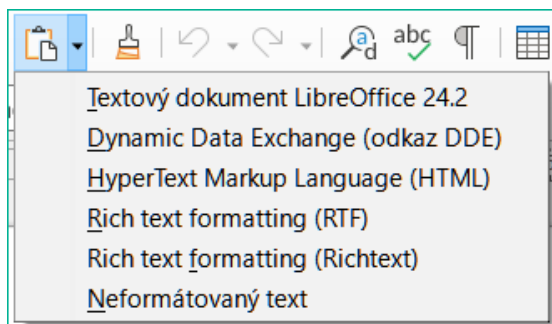 abc
Textový dokument LibreOffice 24.2
Dynamic Data Exchange (odkaz DDE)
HyperText Markup Language (HTML)
Rich text formatting (RTF)
Rich text formatting (Richtext)
Neformátovaný text